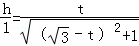 h/1 = t/√((√3-t)²+1)